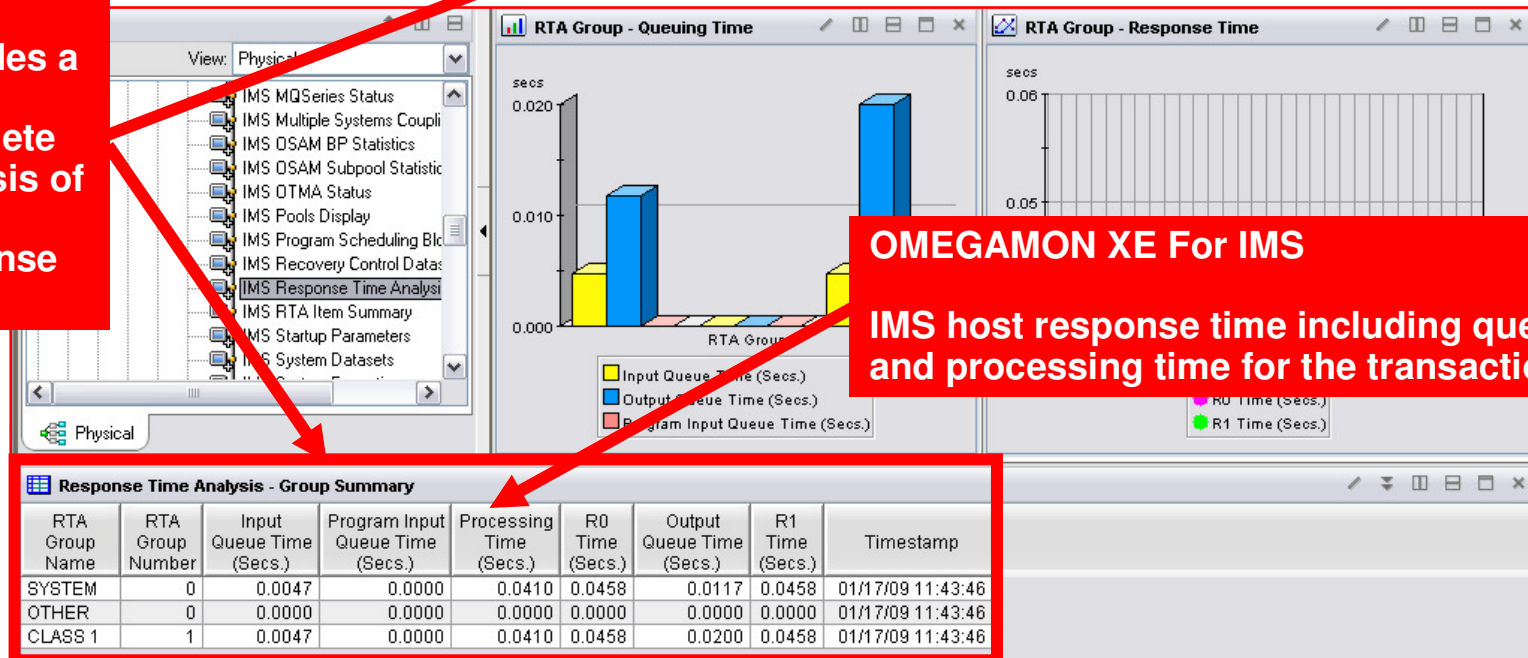 les a
ete
sis of
nse
View: Physical
IMS MQSeries Status
IMS Multiple Systems Coupli
IMS OSAM BP Statistics
IMS OSAM Subpool Statistic
IMS OTMA Status
IMS Pools Display
IMS Program Scheduling Blc
IMS Recovery Control Datas
IMS Response Time Analysi
IMS RTA Item Summary
IMS Startup Parameters
IMS System Datasets
Physical
RTA Group - Queuing Time
secs
0.020
0.010
0.000
RTA Group
Input Queue Time (Secs.)
Output Queue Time (Secs.)
Program Input Queue Time (Secs.)
RTA Group - Response Time
secs
0.06
0.05
OMEGAMON XE For IMS
IMS host response time including que
and processing time for the transactio
R0 Time (Secs.)
R1 Time (Secs.)
Response Time Analysis - Group Summary
RTA Group Name RTA Group Number Input Queue Time (Secs.) Program Input Queue Time (Secs.) Processing Time (Secs.) R0 Time (Secs.) Output Queue Time (Secs.) R1 Time (Secs.) Timestamp
SYSTEM 0 0.0047 0.0000 0.0410 0.0458 0.0117 0.0458 01/17/09 11:43:46
OTHER 0 0.0000 0.0000 0.0000 0.0000 0.0000 0.0000 01/17/09 11:43:46
CLASS 1 1 0.0047 0.0000 0.0410 0.0458 0.0200 0.0458 01/17/09 11:43:46